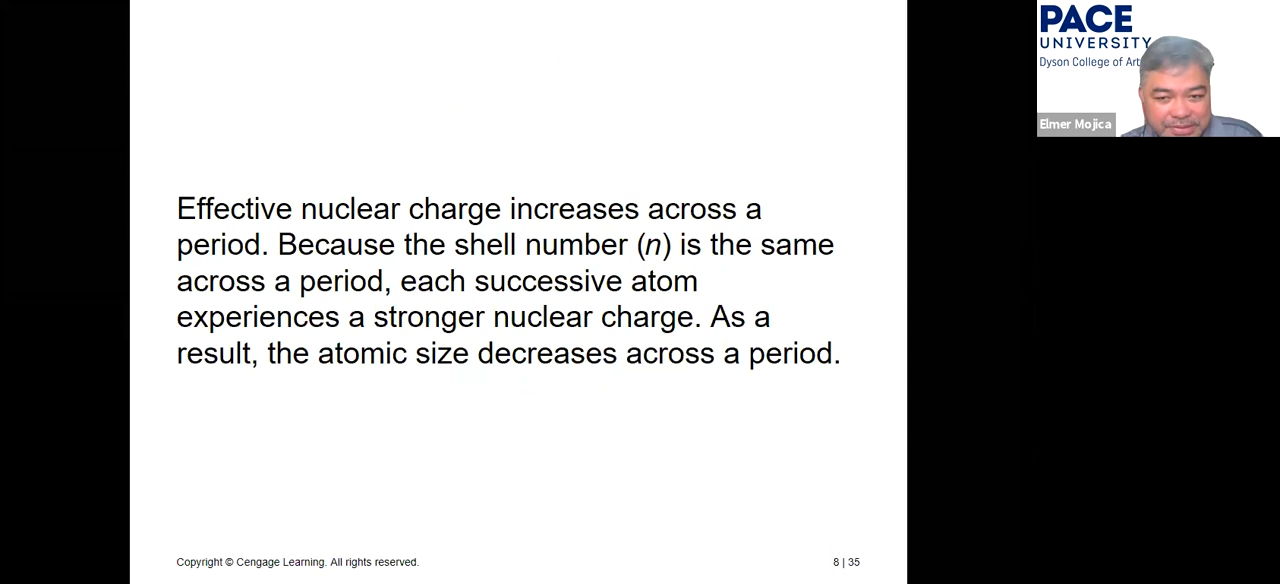 PACE
UNIVERSITY
Dyson College of Art
Elmer Mojica
Effective nuclear charge increases across a
period. Because the shell number (n) is the same
across a period, each successive atom
experiences a stronger nuclear charge. As a
result, the atomic size decreases across a period.
Copyright © Cengage Learning. All rights reserved.
8 | 35